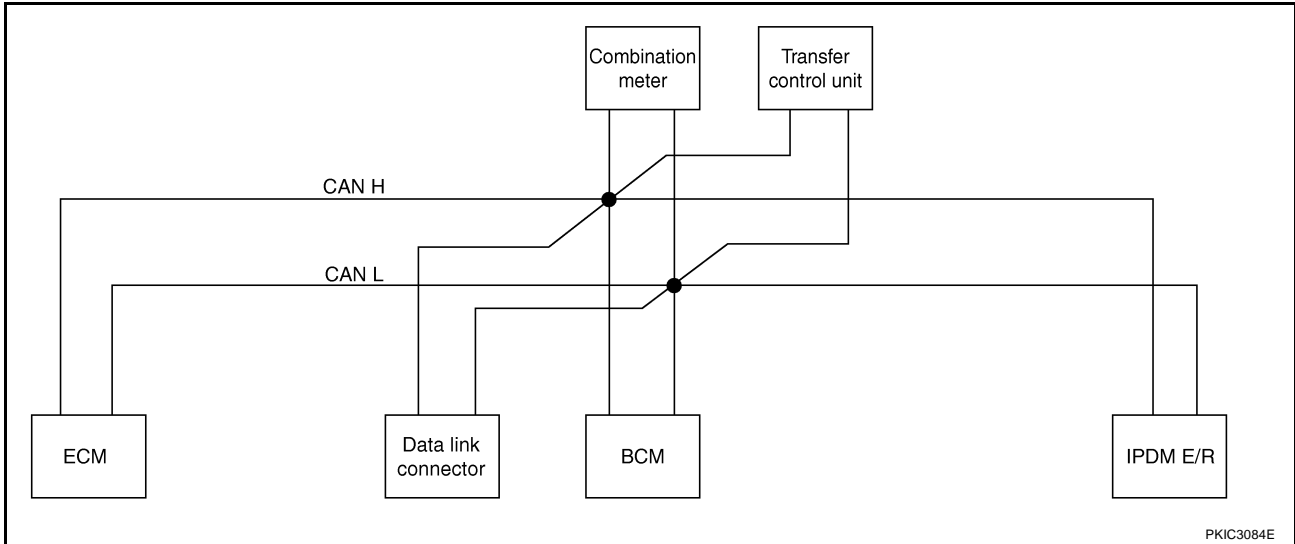 Combination
meter
Transfer
control unit
CAN H
CAN L
ECM
Data link
connector
BCM
IPDM E/R
PKIC3084E